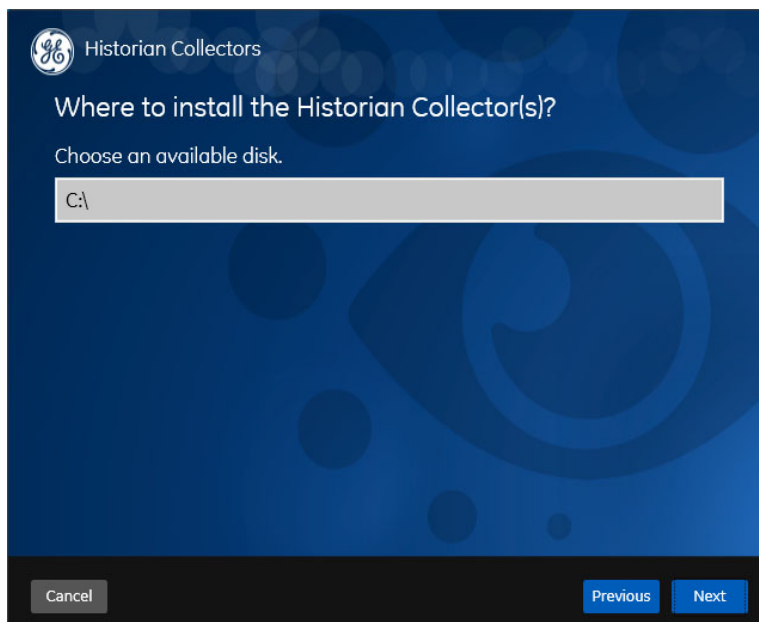 Historian Collectors
Where to install the Historian Collector(s)?
Choose an available disk.
C:\
Cancel
Previous
Next